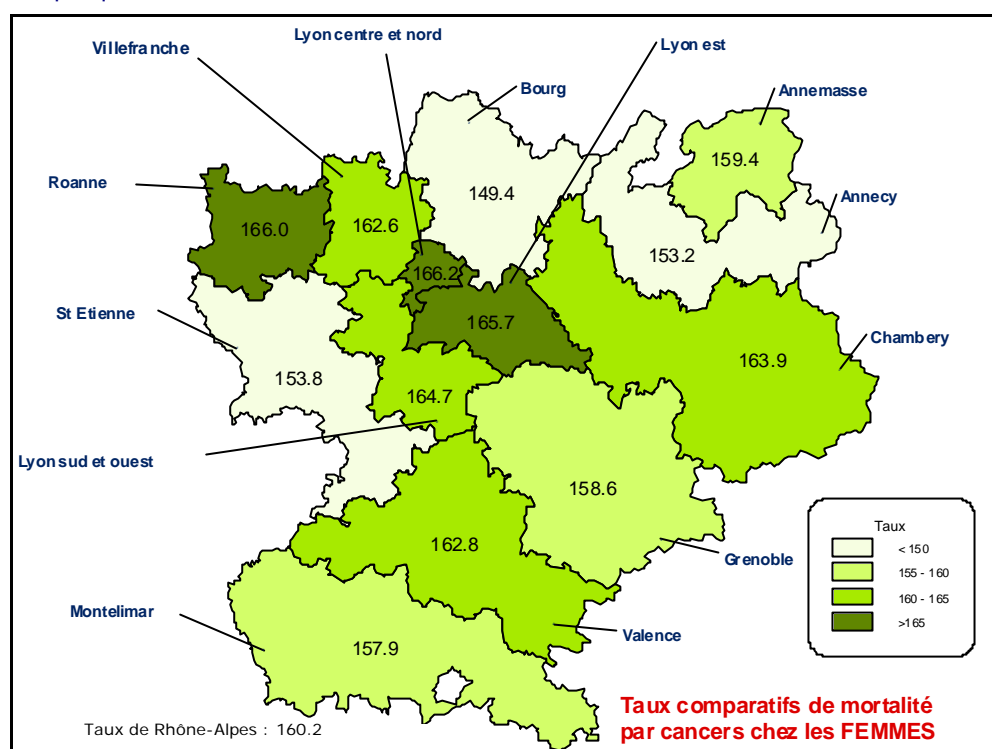 Lyon centre et nord
Villefranche
Lyon est
Bourg
Annemasse
159.4
Roanne
149.4
Annecy
166.0
162.6
153.2
166.2
St Etienne
165.7
Chambery
163.9
153.8
164.7
Lyon sud et ouest
158.6
Taux
< 150
155 - 160
160 - 165
>165
162.8
Grenoble
Montelimar
Valence
157.9
Taux de Rhône-Alpes : 160.2
Taux comparatifs de mortalité
par cancers chez les FEMMES